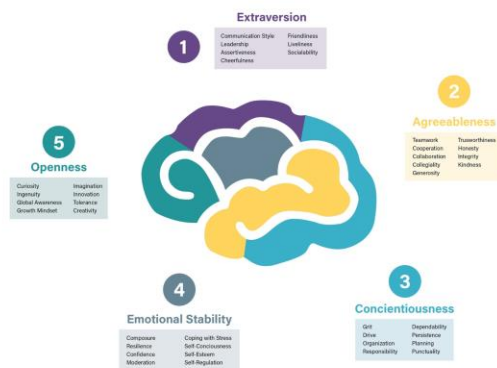 Extraversion
1
Communication Style Friendliness
Leadership Liveliness
Assertiveness Socialability
Cheerfulness
2
Agreeableness
Teamwork Trustworthiness
Cooperation Honesty
Collaboration Integrity
Collegiality Kindness
Generosity
5
Openness
Curiosity Imagination
Ingenuity Innovation
Global Awareness Tolerance
Growth Mindset Creativity
3
Concientiousness
Grit Dependability
Drive Persistence
Organization Planning
Responsibility Punctuality
4
Emotional Stability
Composure Coping with Stress
Resilience Self-Conciousness
Confidence Self-Esteem
Moderation Self-Regulation